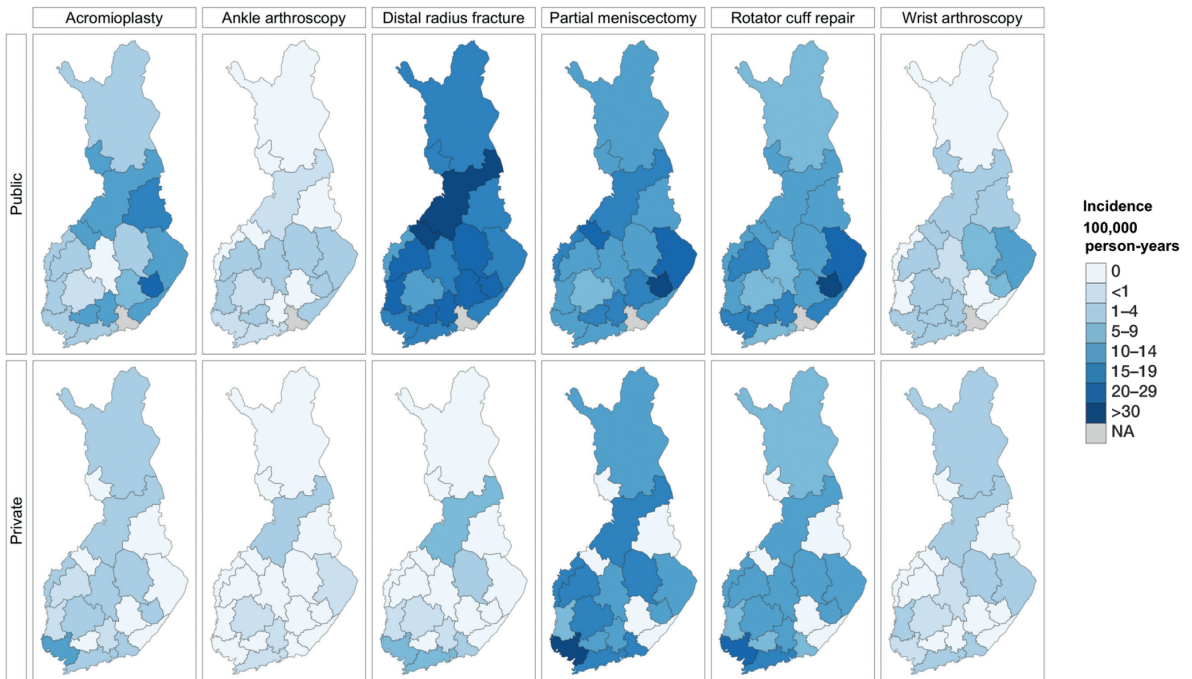 Acromioplasty
Ankle arthroscopy
Distal radius fracture
Partial meniscectomy
Rotator cuff repair
Wrist arthroscopy
Public
Private
Incidence
100,000
person-years
0
<1
1–4
5–9
10–14
15–19
20–29
>30
NA